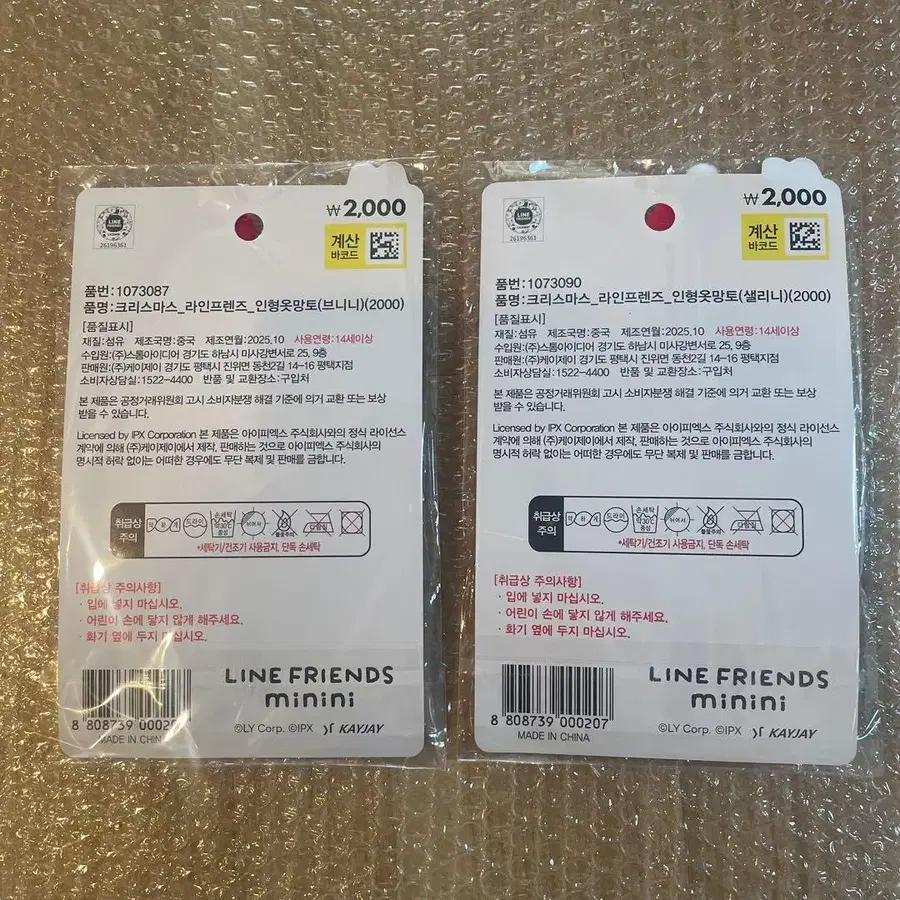 LINE FRIENDS
26196361
₩2,000
계산
바코드
품번:1073087
품명:크리스마스_라인프렌즈_인형옷망토(브니니)(2000)
[품질표시]
재질:섬유 제조국명:중국 제조연월:2025.10 사용연령:14세이상
수입원:(주)스톰아이디어 경기도 하남시 미사강변서로 25, 9층
판매원:(주)케이제이 경기도 평택시 진위면 동천2길 14-16 평택지점
소비자상담실:1522-4400 반품 및 교환장소:구입처
본 제품은 공정거래위원회 고시 소비자분쟁 해결 기준에 의거 교환 또는 보상
받을 수 있습니다.
Licensed by IPX Corporation 본 제품은 아이피엑스 주식회사와의 정식 라이선스
계약에 의해 (주)케이제이에서 제작, 판매하는 것으로 아이피엑스 주식회사의
명시적 허락 없이는 어떠한 경우에도 무단 복제 및 판매를 금합니다.
취급상
주의
드라이
손세탁
약30℃
중성
뉘어서
*세탁기/건조기 사용금지, 단독 손세탁
[취급상 주의사항]
· 입에 넣지 마십시오.
· 어린이 손에 닿지 않게 해주세요.
· 화기 옆에 두지 마십시오.
LINE FRIENDS
minini
8 808739 00020
MADE IN CHINA
©LY Corp. ©IPX KAYJAY
LINE FRIENDS
26196361
₩2,000
계산
바코드
품번:1073090
품명:크리스마스_라인프렌즈_인형옷망토(샐리니)(2000)
[품질표시]
재질:섬유 제조국명:중국 제조연월:2025.10 사용연령:14세이상
수입원:(주)스톰아이디어 경기도 하남시 미사강변서로 25, 9층
판매원:(주)케이제이 경기도 평택시 진위면 동천2길 14-16 평택지점
소비자상담실:1522-4400 반품 및 교환장소:구입처
본 제품은 공정거래위원회 고시 소비자분쟁 해결 기준에 의거 교환 또는 보상
받을 수 있습니다.
Licensed by IPX Corporation 본 제품은 아이피엑스 주식회사와의 정식 라이선스
계약에 의해 (주)케이제이에서 제작, 판매하는 것으로 아이피엑스 주식회사의
명시적 허락 없이는 어떠한 경우에도 무단 복제 및 판매를 금합니다.
취급상
주의
드라이
손세탁
약30℃
중성
뉘어서
*세탁기/건조기 사용금지, 단독 손세탁
[취급상 주의사항]
· 입에 넣지 마십시오.
· 어린이 손에 닿지 않게 해주세요.
· 화기 옆에 두지 마십시오.
LINE FRIENDS
minini
8 808739 000207
MADE IN CHINA
©LY Corp. ©IPX KAYJAY